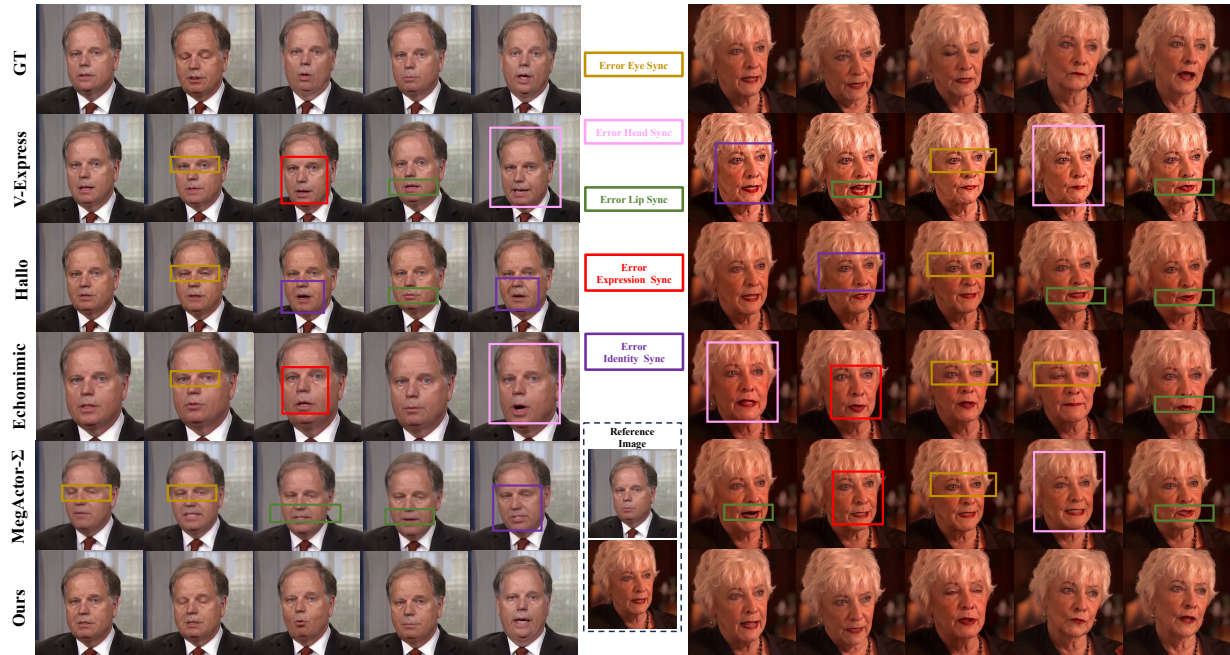 GT
V-Express
Hallo
Echomimic
MegActor-Σ
Ours
Error Eye Sync
Error Head Sync
Error Lip Sync
Error
Expression Sync
Error
Identity Sync
Reference
Image